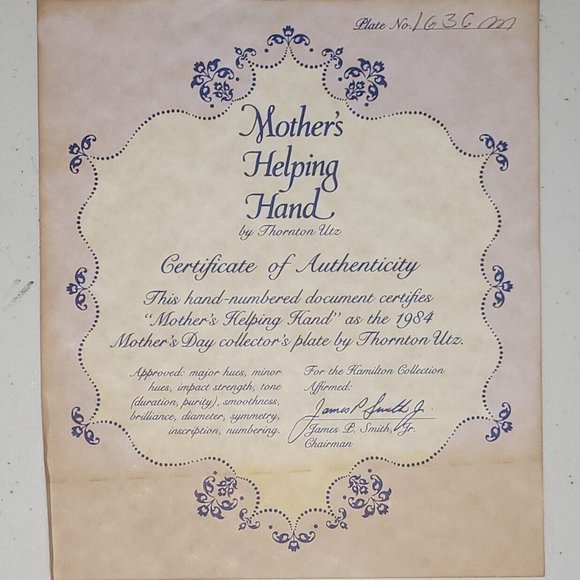 Plate No. 1636m
Mother's
Helping
Hand
by Thornton Utz
Certificate of Authenticity
This hand-numbered document certifies
"Mother's Helping Hand" as the 1984
Mother's Day collector's plate by Thornton Utz.
Approved: major hues, minor
hues, impact strength, tone
(duration, purity), smoothness,
brilliance, diameter, symmetry,
inscription, numbering.
For the Hamilton Collection
Affirmed:
James P. Smith Jr.
James P. Smith, Jr.
Chairman